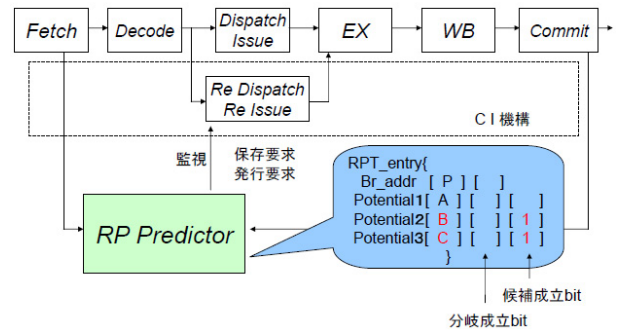 Fetch
Decode
Dispatch
Issue
EX
WB
Commit
Re Dispatch
Re Issue
CI機構
監視
保存要求
発行要求
RP Predictor
RPT_entry{
Br_addr [ P ] [ ]
Potential1[ A ] [ ] [ ]
Potential2[ B ] [ ] [ 1 ]
Potential3[ C ] [ ] [ 1 ]
}
候補成立bit
分岐成立bit